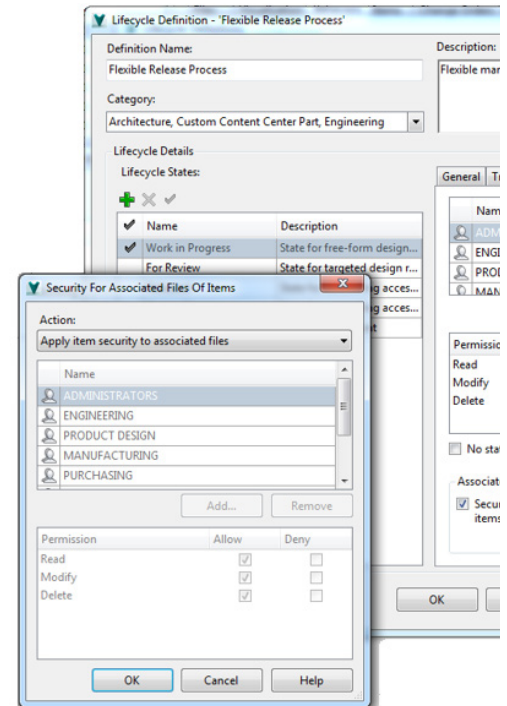 Lifecycle Definition - 'Flexible Release Process'
Definition Name:
Description:
Flexible Release Process
Flexible mar
Category:
Architecture, Custom Content Center Part, Engineering
Lifecycle Details
Lifecycle States:
General
Name
Description
Nam
Work in Progress
State for free-form design...
ADM
For Review
State for targeted design r...
ENGI
PROD
MAN
g acces...
g acces...
Permissio
Read
Modify
Delete
No sta
Associat
Secur
items
OK
Security For Associated Files Of Items
Action:
Apply item security to associated files
Name
ADMINISTRATORS
ENGINEERING
PRODUCT DESIGN
MANUFACTURING
PURCHASING
Add...
Remove
Permission
Allow
Deny
Read
Modify
Delete
OK
Cancel
Help